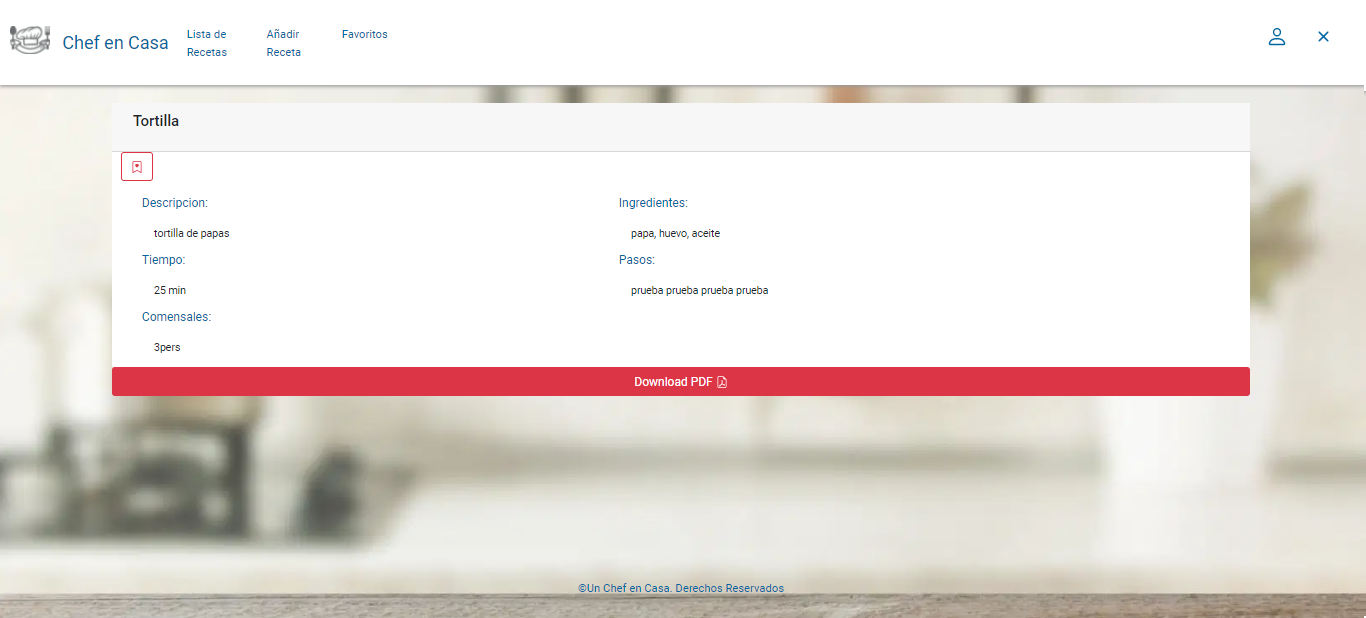 Chef en Casa
Lista de
Recetas
Añadir
Receta
Favoritos
Tortilla
Descripcion:
tortilla de papas
Tiempo:
25 min
Comensales:
3pers
Ingredientes:
papa, huevo, aceite
Pasos:
prueba prueba prueba prueba
Download PDF
©Un Chef en Casa. Derechos Reservados